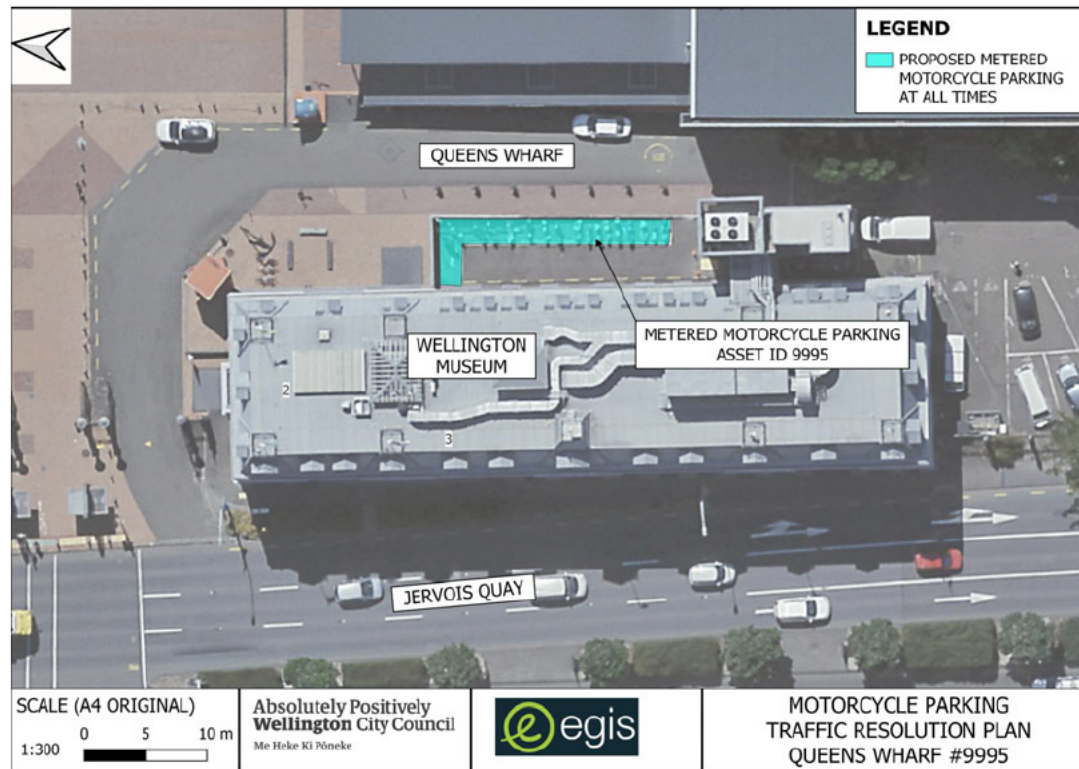 LEGEND
PROPOSED METERED
MOTORCYCLE PARKING
AT ALL TIMES
QUEENS WHARF
METERED MOTORCYCLE PARKING
ASSET ID 9995
WELLINGTON
MUSEUM
2
3
JERVOIS QUAY
SCALE (A4 ORIGINAL)
0 5 10 m
1:300
Absolutely Positively
Wellington City Council
Me Heke Ki Pōneke
egis
MOTORCYCLE PARKING
TRAFFIC RESOLUTION PLAN
QUEENS WHARF #9995